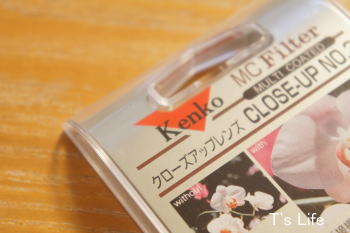 Kenko
MC Filter
MULTI COATED
クローズアップレンズ CLOSE-UP NO.
without
with
T's Life